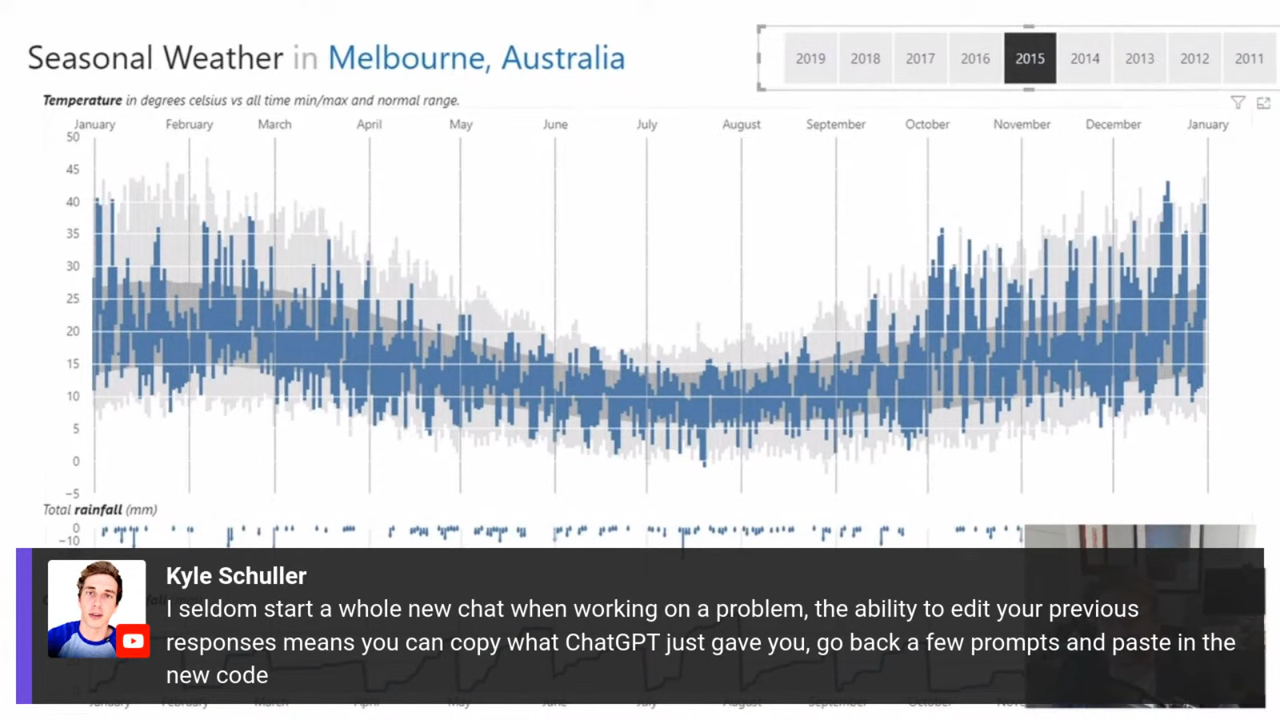 Seasonal Weather in Melbourne, Australia
2019 2018 2017 2016 2015 2014 2013 2012 2011
Temperature in degrees celsius vs all time min/max and normal range.
January February March April May June July August September October November December January
50
45
40
35
30
25
20
15
10
5
0
−5
Total rainfall (mm)
0
−10
Kyle Schuller
I seldom start a whole new chat when working on a problem, the ability to edit your previous
responses means you can copy what ChatGPT just gave you, go back a few prompts and paste in the
new code